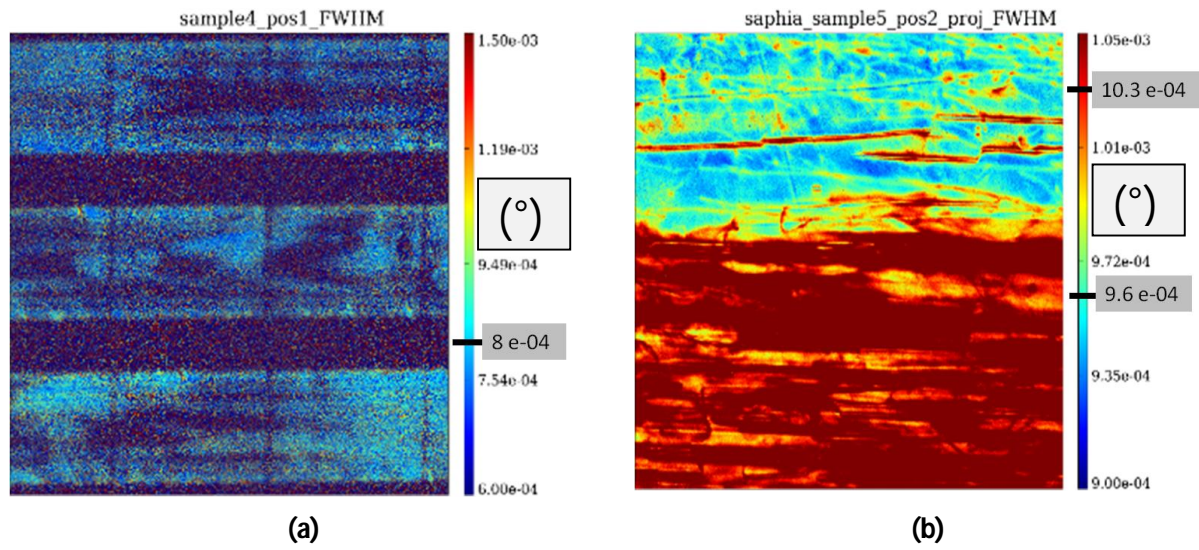 sample4_pos1_FWHM
1.50e-03
1.19e-03
(°)
9.49e-04
8 e-04
7.54e-04
6.00e-04
(a)
saphia_sample5_pos2_proj_FWHM
1.05e-03
10.3 e-04
1.01e-03
(°)
9.72e-04
9.6 e-04
9.35e-04
9.00e-04
(b)